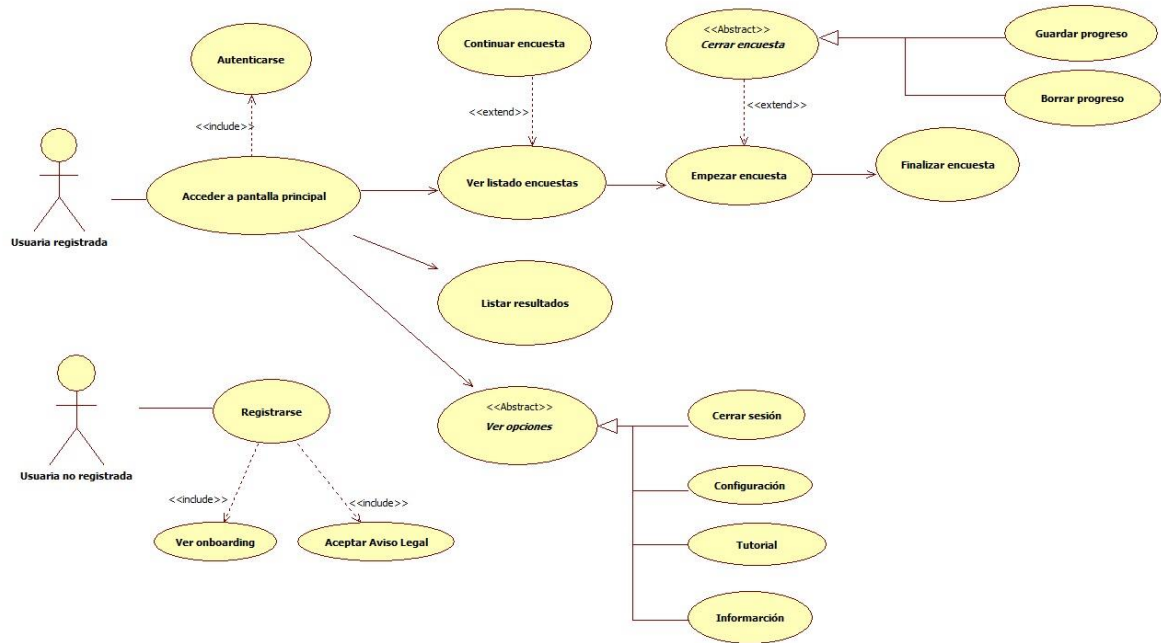 Autenticarse
Continuar encuesta
<<Abstract>>
Cerrar encuesta
Guardar progreso
Borrar progreso
<<include>>
<<extend>>
<<extend>>
Usuaria registrada
Acceder a pantalla principal
Ver listado encuestas
Empezar encuesta
Finalizar encuesta
Listar resultados
Usuaria no registrada
Registrarse
<<include>>
<<include>>
Ver onboarding
Aceptar Aviso Legal
<<Abstract>>
Ver opciones
Cerrar sesión
Configuración
Tutorial
Informarción